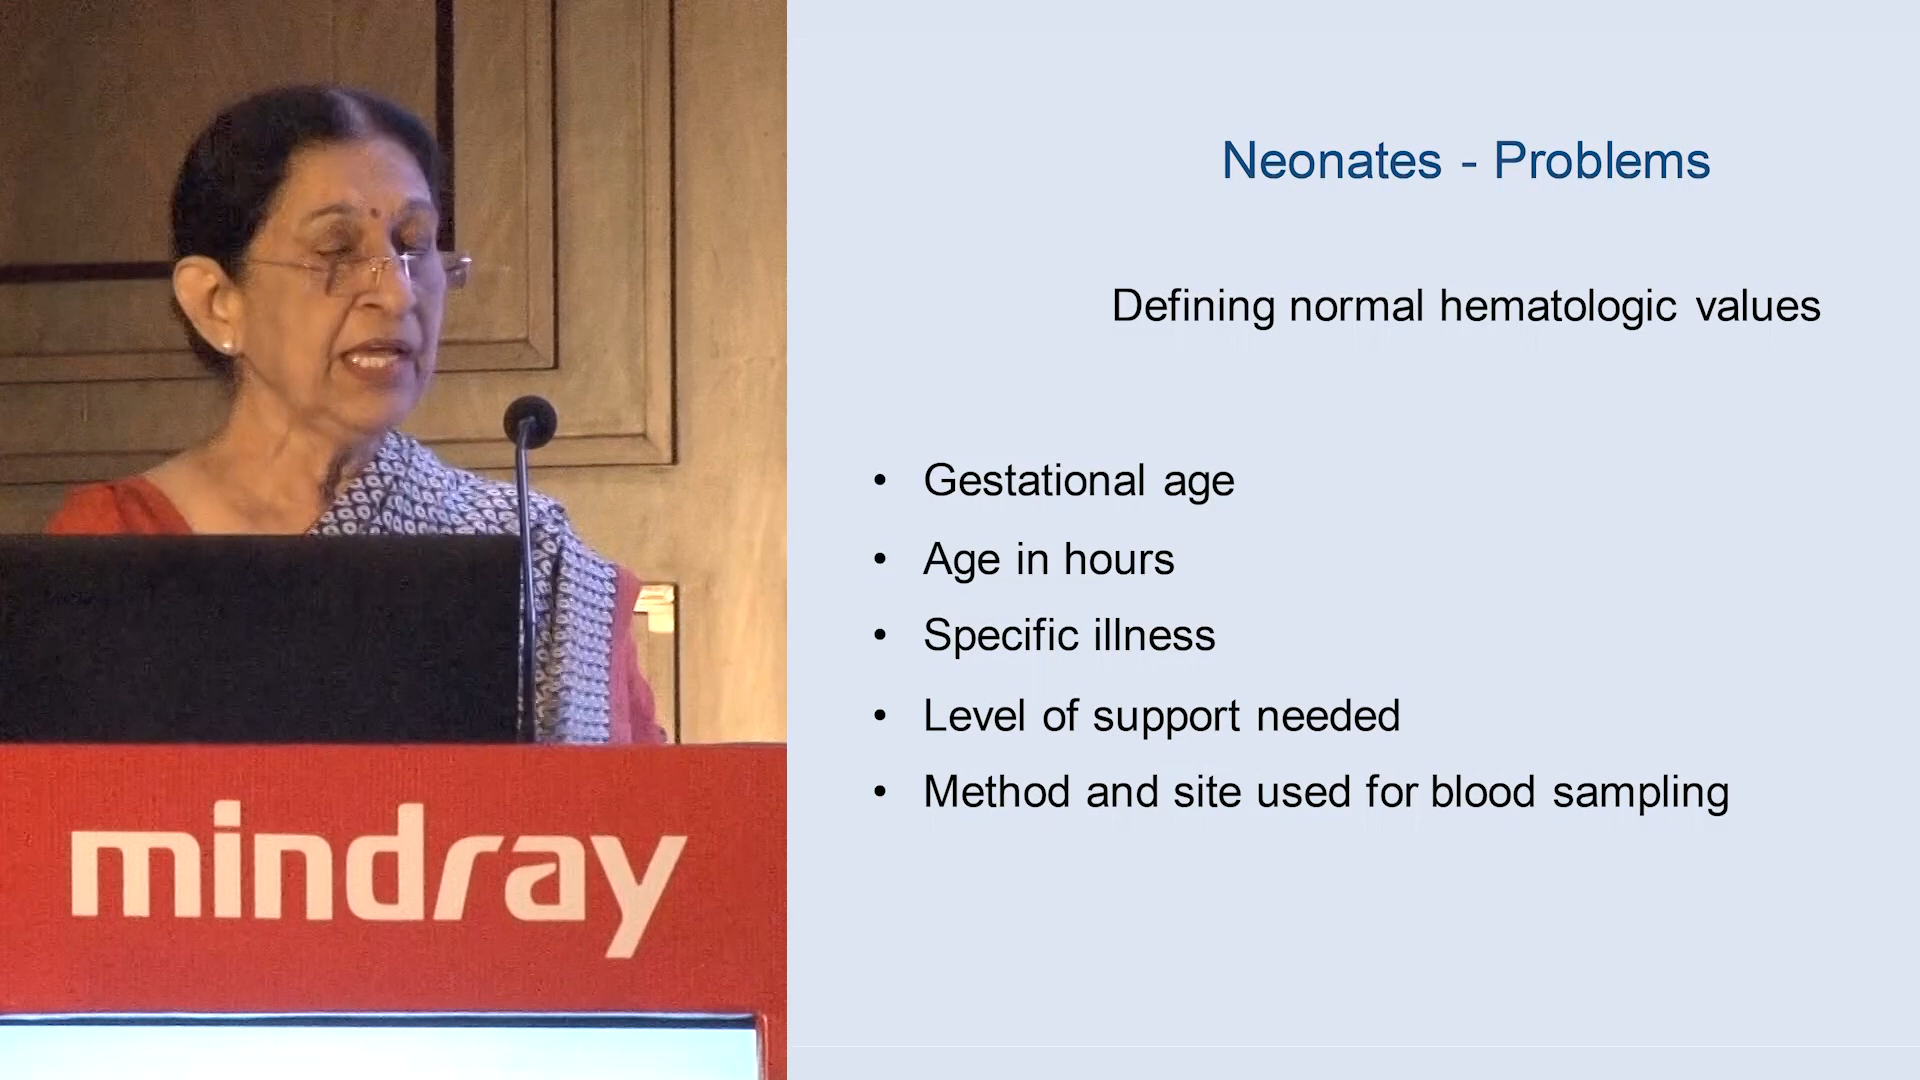 Neonates - Problems
Defining normal hematologic values
• Gestational age
• Age in hours
• Specific illness
• Level of support needed
• Method and site used for blood sampling
mindray